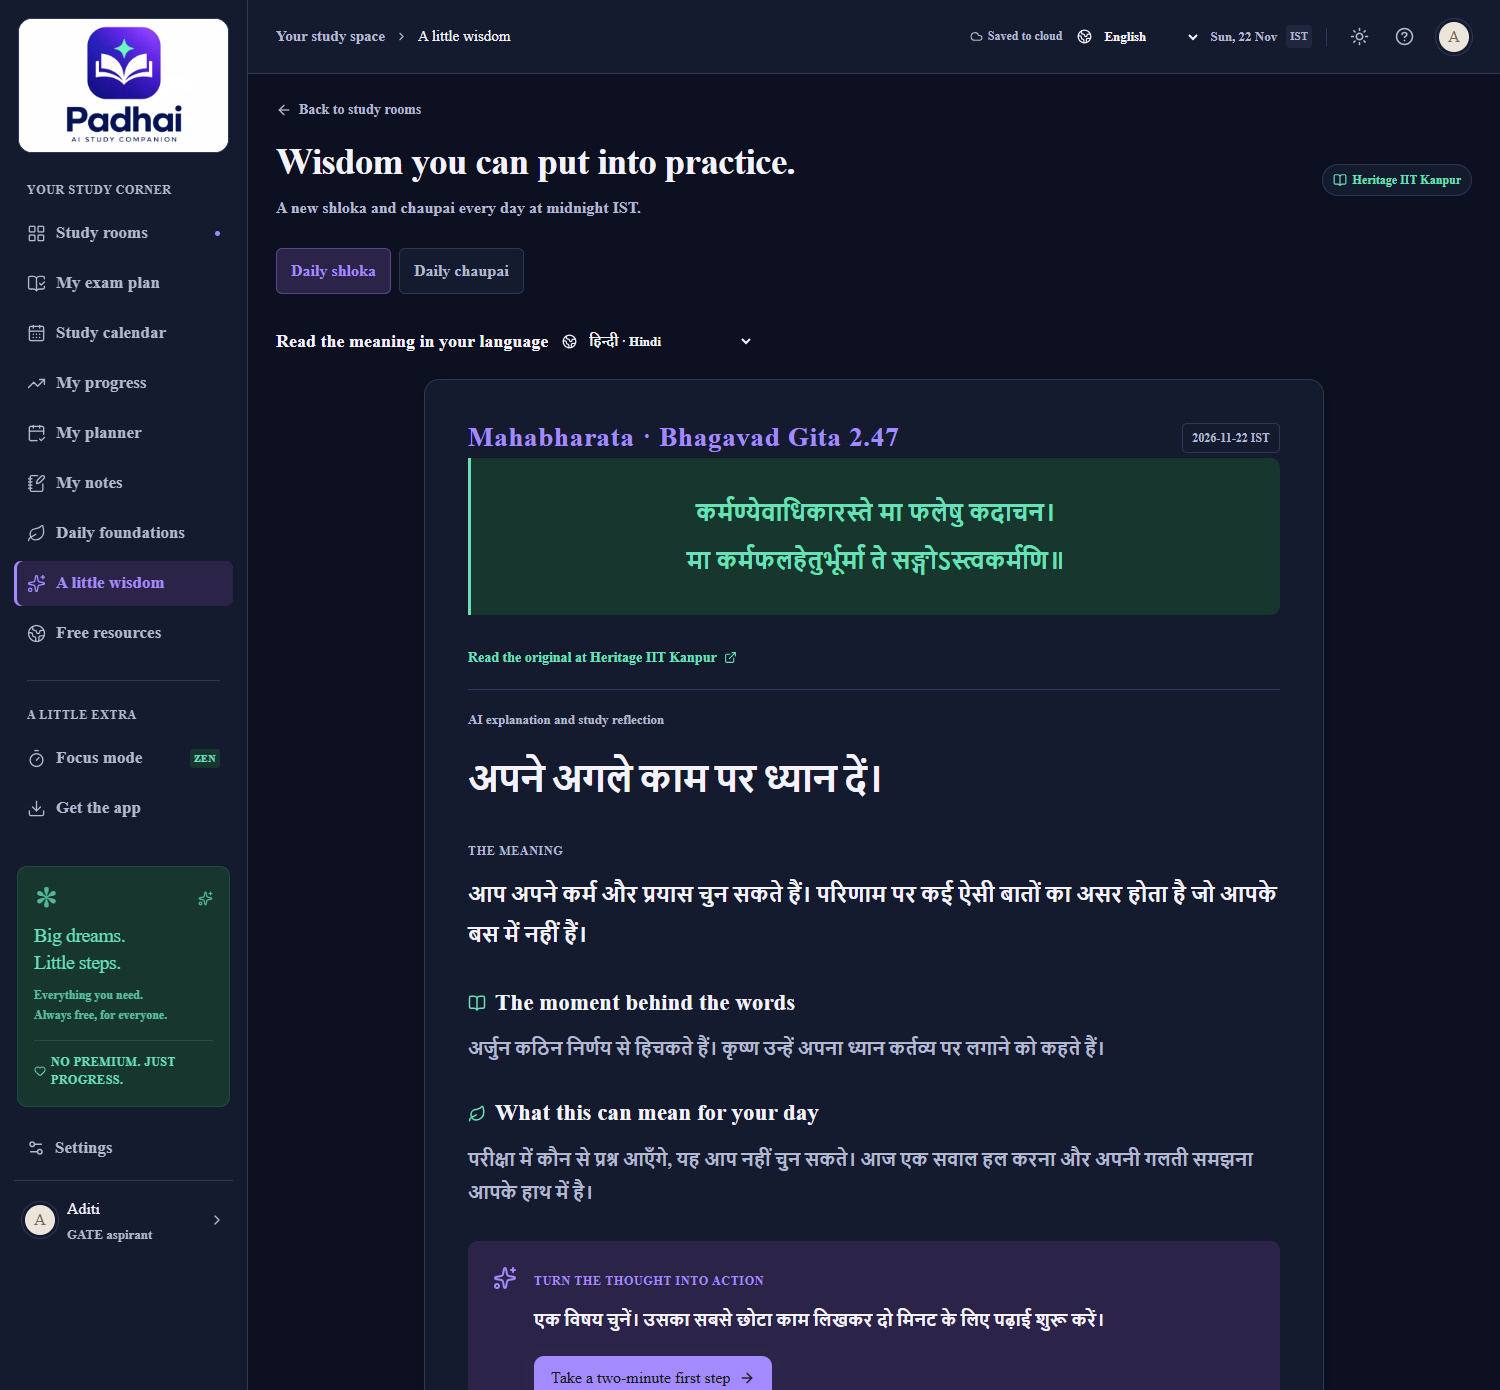 Padhai
AI STUDY COMPANION
YOUR STUDY CORNER
Study rooms
My exam plan
Study calendar
My progress
My planner
My notes
Daily foundations
A little wisdom
Free resources
A LITTLE EXTRA
Focus mode ZEN
Get the app
Big dreams.
Little steps.
Everything you need.
Always free, for everyone.
NO PREMIUM. JUST
PROGRESS.
Settings
A Aditi
GATE aspirant
Your study space > A little wisdom
Saved to cloud English Sun, 22 Nov IST A
Back to study rooms
Wisdom you can put into practice.
A new shloka and chaupai every day at midnight IST.
Heritage IIT Kanpur
Daily shloka Daily chaupai
Read the meaning in your language हिन्दी · Hindi
Mahabharata · Bhagavad Gita 2.47 2026-11-22 IST
कर्मण्येवाधिकारस्ते मा फलेषु कदाचन।
मा कर्मफलहेतुर्भूर्मा ते सङ्गोऽस्त्वकर्मणि॥
Read the original at Heritage IIT Kanpur
AI explanation and study reflection
अपने अगले काम पर ध्यान दें।
THE MEANING
आप अपने कर्म और प्रयास चुन सकते हैं। परिणाम पर कई ऐसी बातों का असर होता है जो आपके
बस में नहीं हैं।
The moment behind the words
अर्जुन कठिन निर्णय से हिचकते हैं। कृष्ण उन्हें अपना ध्यान कर्तव्य पर लगाने को कहते हैं।
What this can mean for your day
परीक्षा में कौन से प्रश्न आएँगे, यह आप नहीं चुन सकते। आज एक सवाल हल करना और अपनी गलती समझना
आपके हाथ में है।
TURN THE THOUGHT INTO ACTION
एक विषय चुनें। उसका सबसे छोटा काम लिखकर दो मिनट के लिए पढ़ाई शुरू करें।
Take a two-minute first step